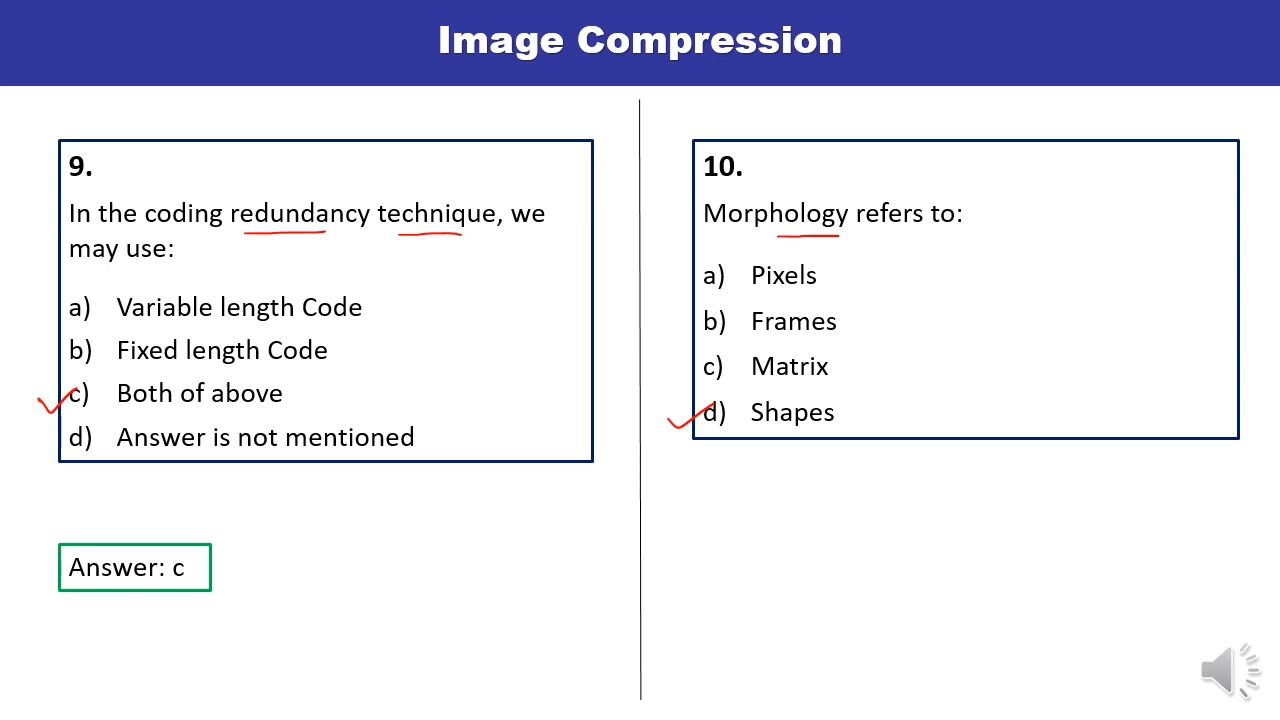 Image Compression
9.
In the coding redundancy technique, we
may use:
a) Variable length Code
b) Fixed length Code
c) Both of above
d) Answer is not mentioned
Answer: c
10.
Morphology refers to:
a) Pixels
b) Frames
c) Matrix
d) Shapes